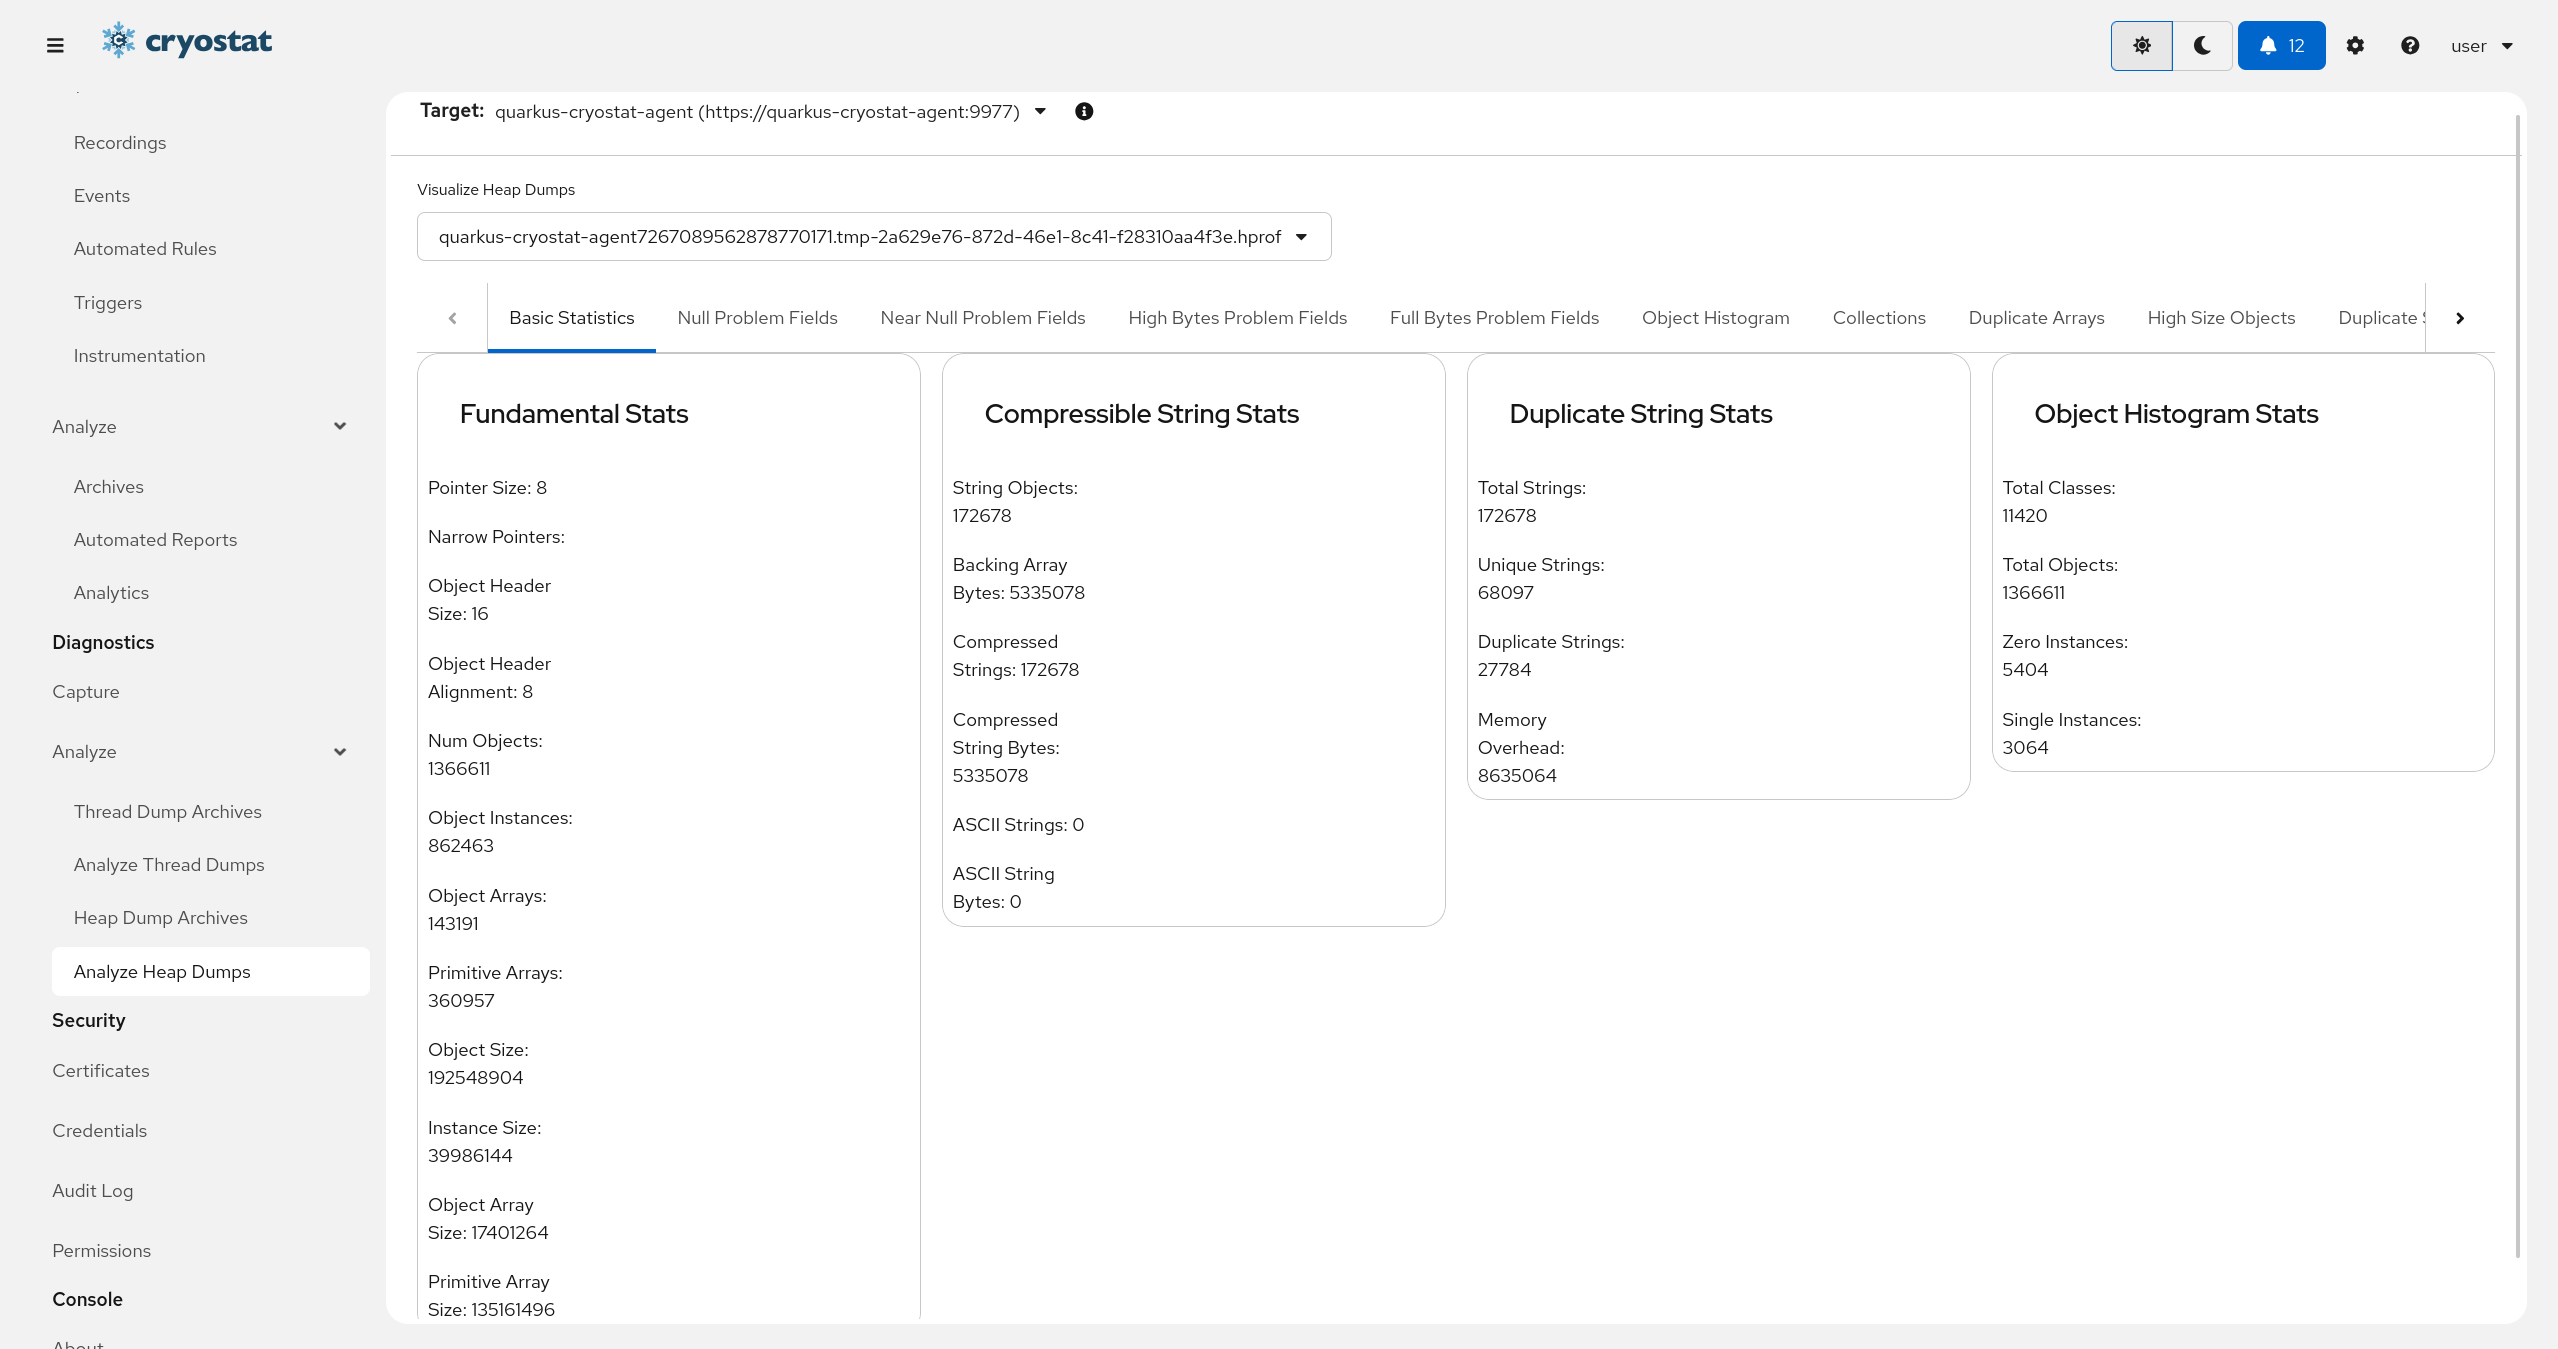 cryostat
12
user
Recordings
Events
Automated Rules
Triggers
Instrumentation
Analyze
Archives
Automated Reports
Analytics
Diagnostics
Capture
Analyze
Thread Dump Archives
Analyze Thread Dumps
Heap Dump Archives
Analyze Heap Dumps
Security
Certificates
Credentials
Audit Log
Permissions
Console
About
Target: quarkus-cryostat-agent (https://quarkus-cryostat-agent:9977)
Visualize Heap Dumps
quarkus-cryostat-agent7267089562878770171.tmp-2a629e76-872d-46e1-8c41-f28310aa4f3e.hprof
Basic Statistics Null Problem Fields Near Null Problem Fields High Bytes Problem Fields Full Bytes Problem Fields Object Histogram Collections Duplicate Arrays High Size Objects Duplicate
Fundamental Stats
Pointer Size: 8
Narrow Pointers:
Object Header
Size: 16
Object Header
Alignment: 8
Num Objects:
1366611
Object Instances:
862463
Object Arrays:
143191
Primitive Arrays:
360957
Object Size:
192548904
Instance Size:
39986144
Object Array
Size: 17401264
Primitive Array
Size: 135161496
Compressible String Stats
String Objects:
172678
Backing Array
Bytes: 5335078
Compressed
Strings: 172678
Compressed
String Bytes:
5335078
ASCII Strings: 0
ASCII String
Bytes: 0
Duplicate String Stats
Total Strings:
172678
Unique Strings:
68097
Duplicate Strings:
27784
Memory
Overhead:
8635064
Object Histogram Stats
Total Classes:
11420
Total Objects:
1366611
Zero Instances:
5404
Single Instances:
3064